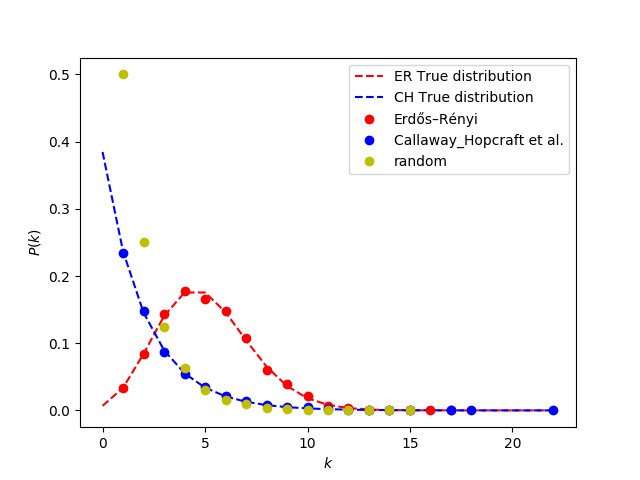 0.5
0.4
0.3
0.2
0.1
0.0
P(k)
0
5
10
15
20
k
ER True distribution
CH True distribution
Erdős–Rényi
Callaway_Hopcraft et al.
random